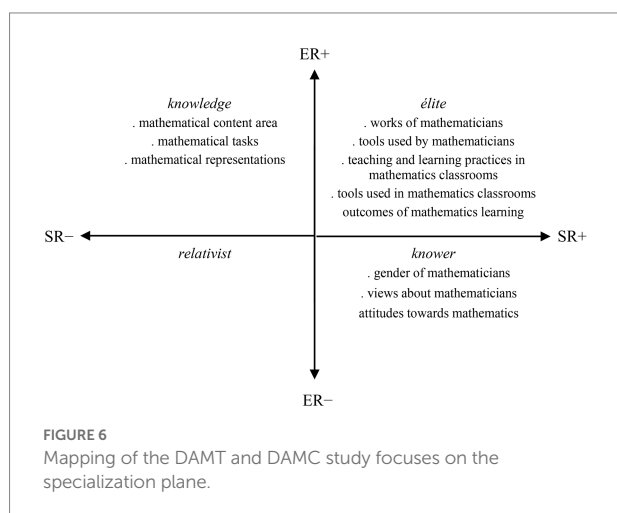 ER+
knowledge
. mathematical content area
. mathematical tasks
. mathematical representations
élite
. works of mathematicians
. tools used by mathematicians
. teaching and learning practices in
mathematics classrooms
. tools used in mathematics classrooms
outcomes of mathematics learning
SR−
SR+
relativist
knower
. gender of mathematicians
. views about mathematicians
attitudes towards mathematics
ER−
FIGURE 6
Mapping of the DAMT and DAMC study focuses on the
specialization plane.